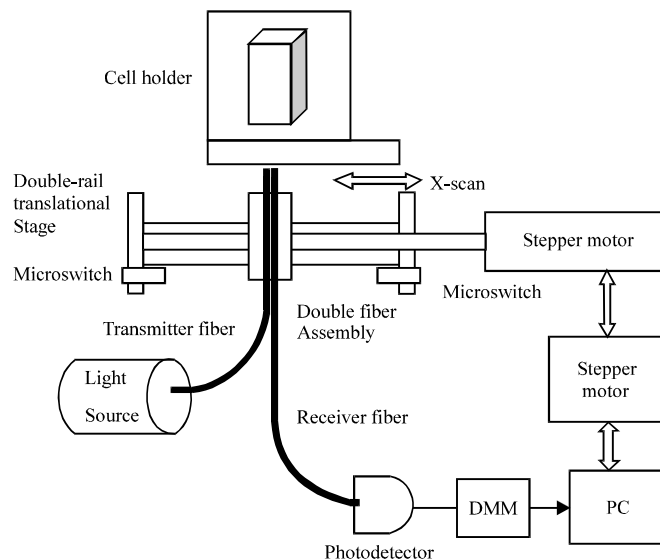 Cell holder
Double-rail
translational
Stage
X-scan
Stepper motor
Microswitch
Microswitch
Transmitter fiber
Double fiber
Assembly
Light
Source
Stepper
motor
Receiver fiber
DMM
PC
Photodetector